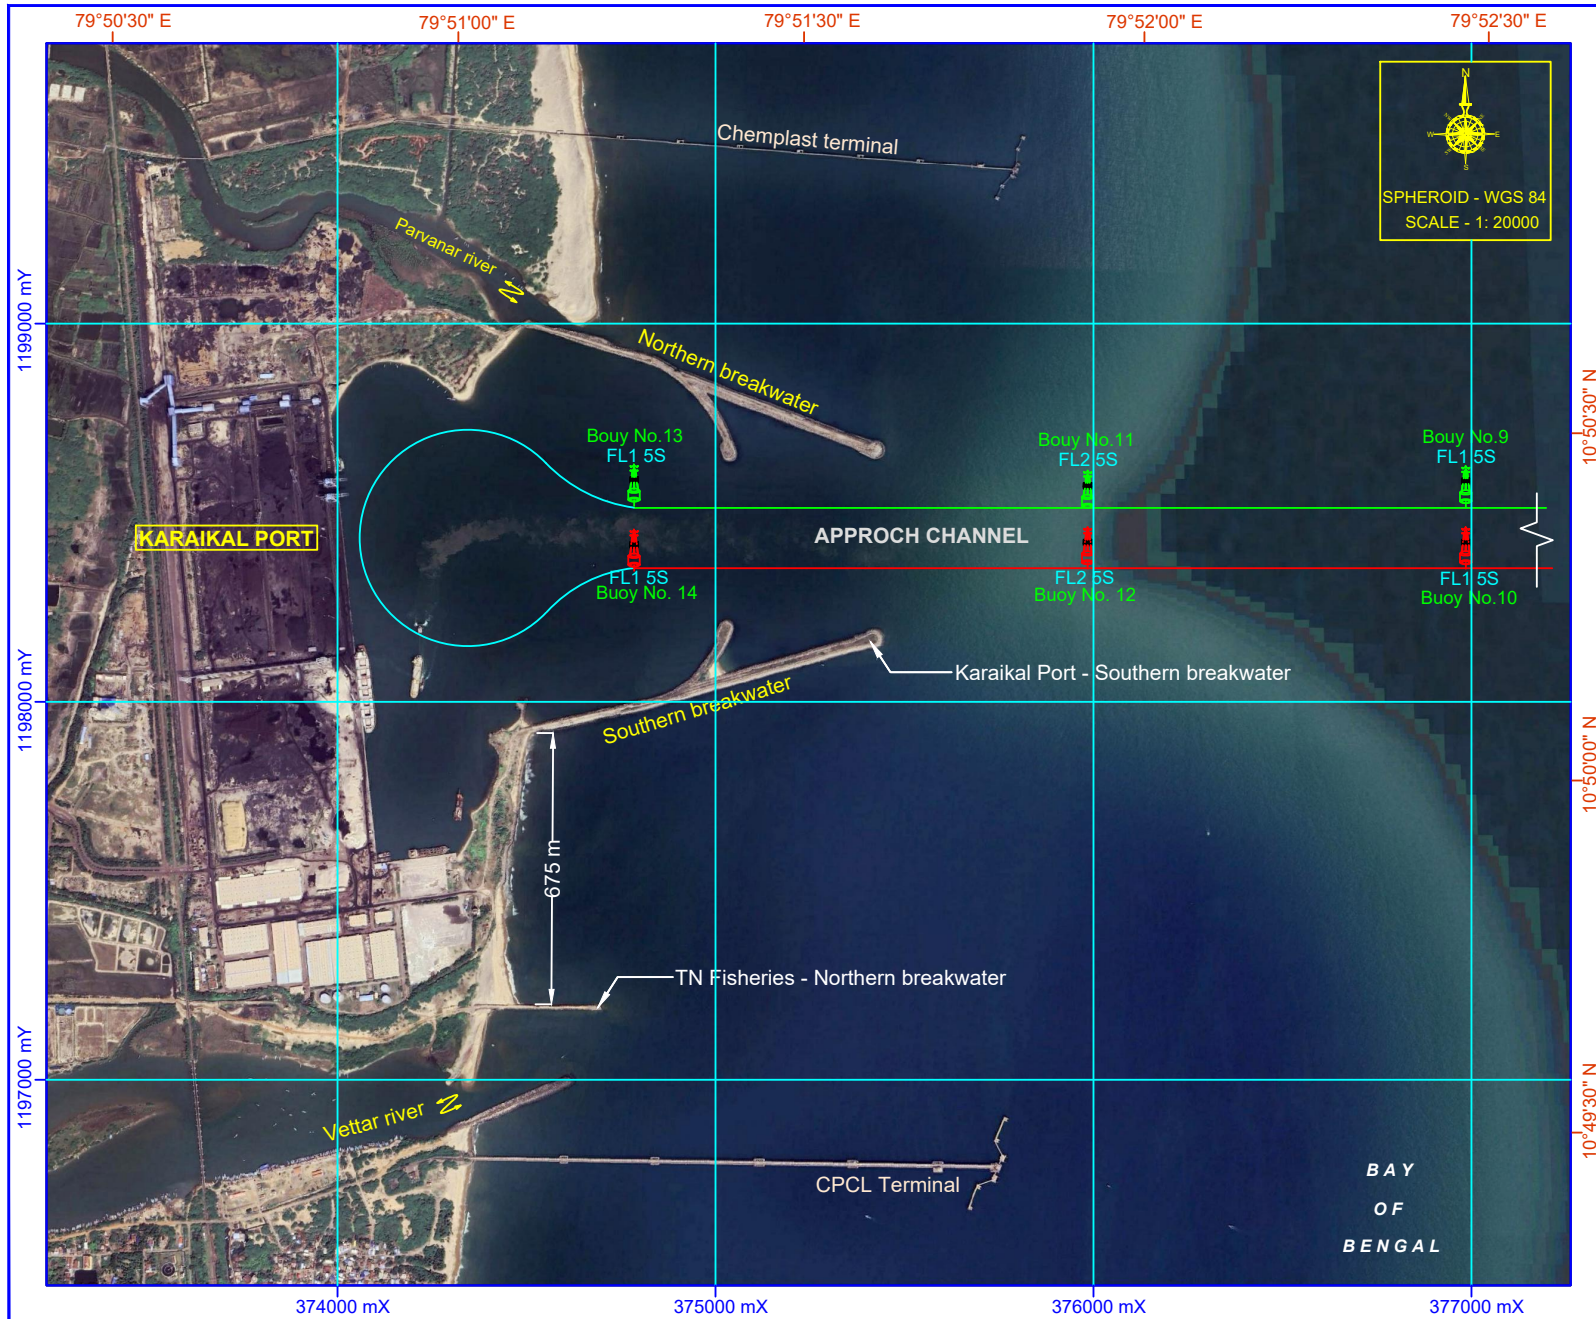 79°50'30" E
79°51'00" E
79°51'30" E
79°52'00" E
79°52'30" E
N
W
E
S
SPHEROID - WGS 84
SCALE - 1: 20000
Chemplast terminal
Parvanar river
1199000 mY
Northern breakwater
10°50'30" N
Bouy No.13
FL1 5S
Bouy No.11
FL2 5S
Bouy No.9
FL1 5S
KARAIKAL PORT
APPROCH CHANNEL
FL1 5S
Buoy No. 14
FL2 5S
Buoy No. 12
FL1 5S
Buoy No.10
Karaikal Port - Southern breakwater
Southern breakwater
1198000 mY
10°50'00" N
675 m
TN Fisheries - Northern breakwater
1197000 mY
Vettar river
10°49'30" N
CPCL Terminal
BAY
OF
BENGAL
374000 mX
375000 mX
376000 mX
377000 mX